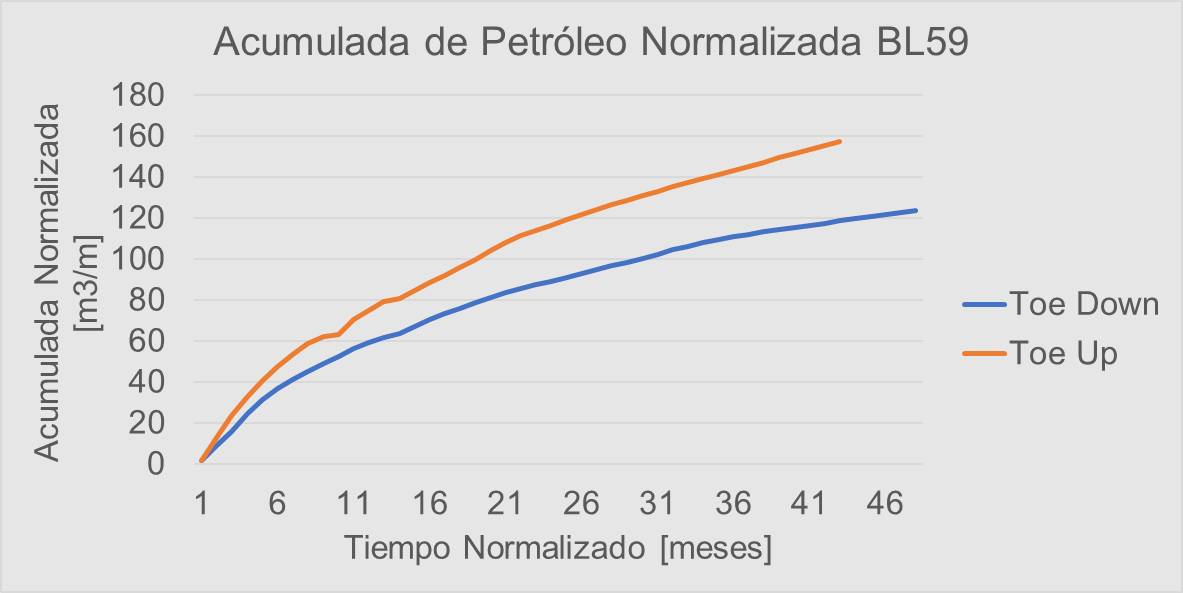 Acumulada de Petróleo Normalizada BL59
Acumulada Normalizada
[m3/m]
180
160
140
120
100
80
60
40
20
0
1 6 11 16 21 26 31 36 41 46
Tiempo Normalizado [meses]
Toe Down
Toe Up